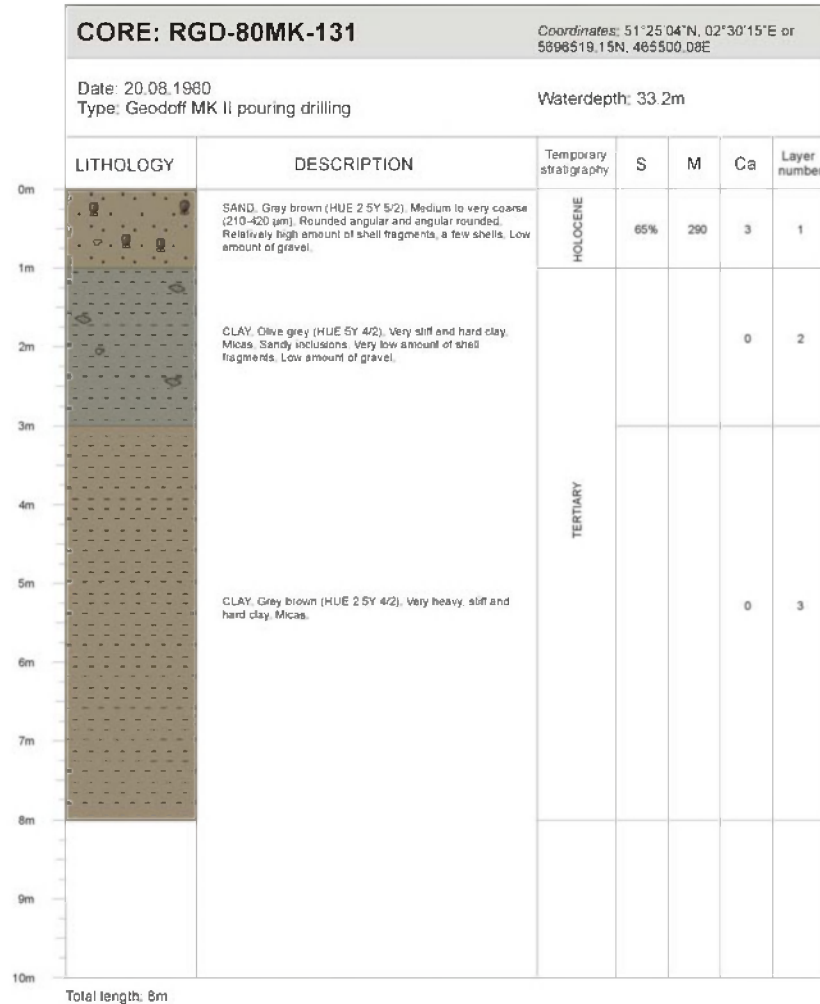 CORE: RGD-80MK-131
Coordinates: 51°25'04"N, 02°30'15"E or
5696519.15N, 465500.08E
Date: 20.08.1980
Type: Geodoff MK II pouring drilling
Waterdepth: 33.2m
LITHOLOGY
DESCRIPTION
Temporary
stratigraphy
S
M
Ca
Layer
number
0m
SAND. Grey brown (HUE 2.5Y 5/2). Medium to very coarse
(210-420 µm). Rounded angular and angular rounded.
Relatively high amount of shell fragments, a few shells. Low
amount of gravel.
HOLOCENE
65%
290
3
1
1m
CLAY. Olive grey (HUE 5Y 4/2). Very stiff and hard clay.
Micas. Sandy inclusions. Very low amount of shell
fragments. Low amount of gravel.
0
2
2m
3m
4m
TERTIARY
5m
CLAY. Grey brown (HUE 2.5Y 4/2). Very heavy, stiff and
hard clay. Micas.
0
3
6m
7m
8m
9m
10m
Total length: 8m